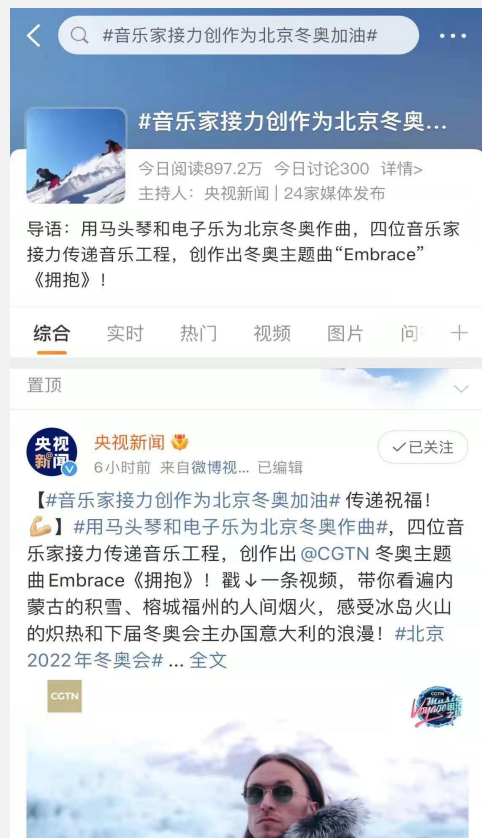 #音乐家接力创作为北京冬奥加油#
#音乐家接力创作为北京冬奥...
今日阅读897.2万 今日讨论300 详情>
主持人：央视新闻 | 24家媒体发布
导语：用马头琴和电子乐为北京冬奥作曲，四位音乐家
接力传递音乐工程，创作出冬奥主题曲“Embrace”
《拥抱》！
综合 实时 热门 视频 图片 问
置顶
央视
新闻
央视新闻
6小时前 来自微博视... 已编辑
已关注
【#音乐家接力创作为北京冬奥加油# 传递祝福！
】#用马头琴和电子乐为北京冬奥作曲#，四位音
乐家接力传递音乐工程，创作出 @CGTN 冬奥主题
曲Embrace《拥抱》！戳↓一条视频，带你看遍内
蒙古的积雪、榕城福州的人间烟火，感受冰岛火山
的炽热和下届冬奥会主办国意大利的浪漫！#北京
2022年冬奥会# ... 全文
CGTN
CGTN
Music
Voyage